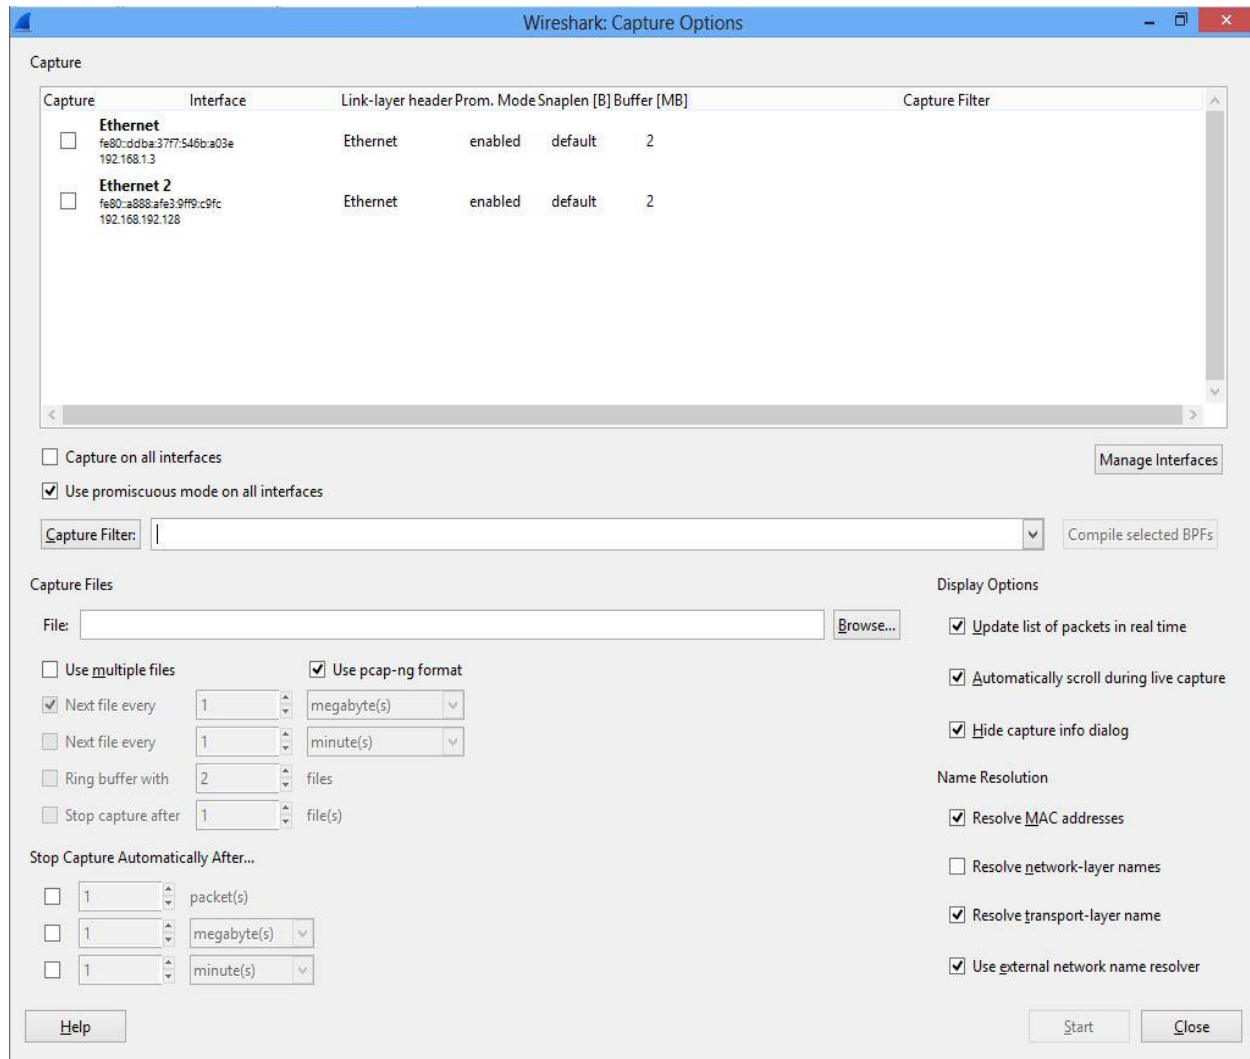 Wireshark: Capture Options
Capture
Capture Interface Link-layer header Prom. Mode Snaplen [B] Buffer [MB] Capture Filter
Ethernet
fe80::ddba:37f7:546b:a03e
192.168.1.3
Ethernet enabled default 2
Ethernet 2
fe80::a888:afe3:9ff9:c9fc
192.168.192.128
Ethernet enabled default 2
Capture on all interfaces
Manage Interfaces
Use promiscuous mode on all interfaces
Capture Filter:
Compile selected BPFs
Capture Files
File:
Browse...
Use multiple files
Use pcap-ng format
Next file every 1 megabyte(s)
Next file every 1 minute(s)
Ring buffer with 2 files
Stop capture after 1 file(s)
Stop Capture Automatically After...
1 packet(s)
1 megabyte(s)
1 minute(s)
Display Options
Update list of packets in real time
Automatically scroll during live capture
Hide capture info dialog
Name Resolution
Resolve MAC addresses
Resolve network-layer names
Resolve transport-layer name
Use external network name resolver
Help
Start
Close